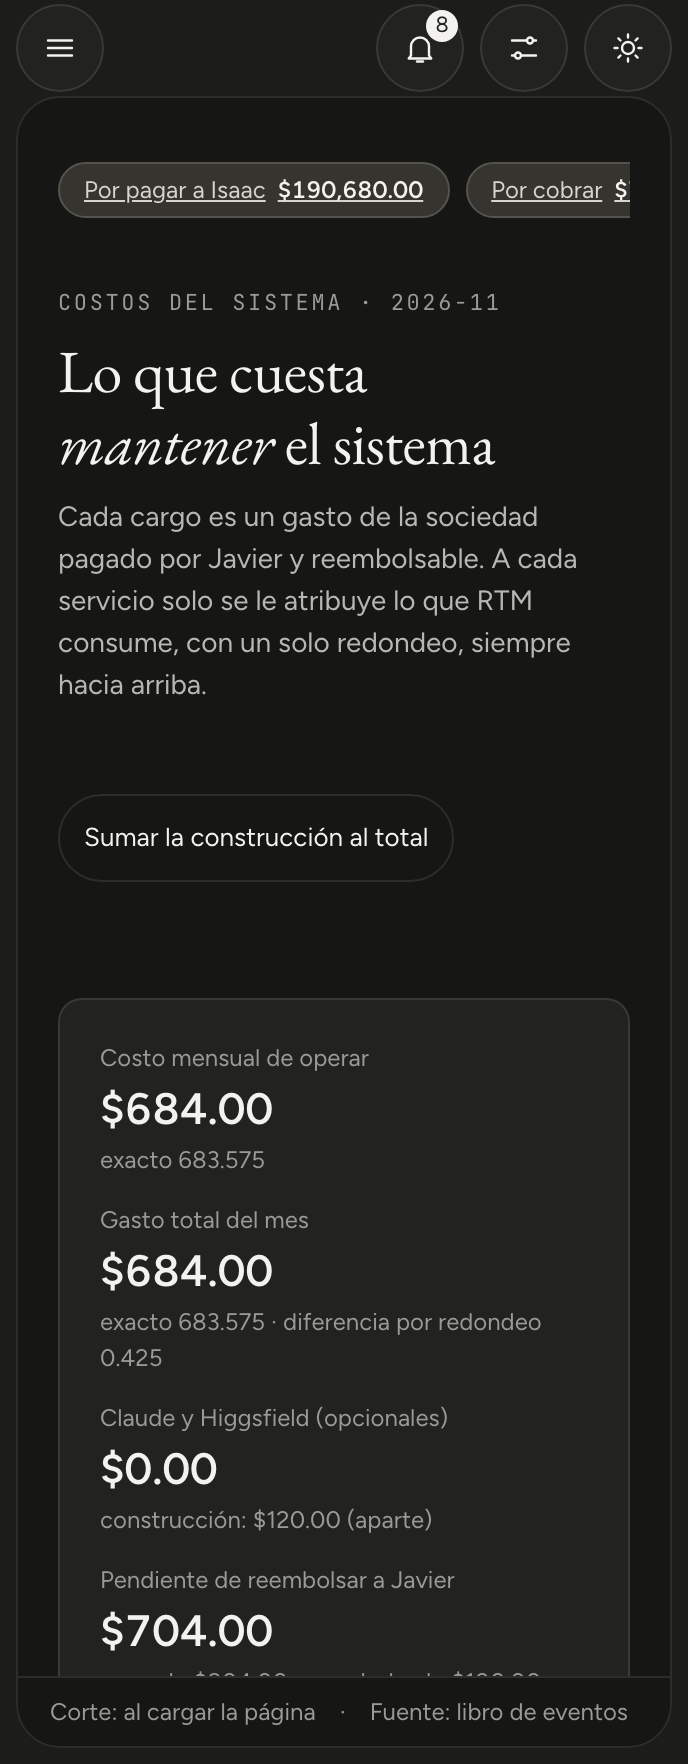 8
Por pagar a Isaac $190,680.00 Por cobrar
COSTOS DEL SISTEMA · 2026-11
Lo que cuesta
mantener el sistema
Cada cargo es un gasto de la sociedad
pagado por Javier y reembolsable. A cada
servicio solo se le atribuye lo que RTM
consume, con un solo redondeo, siempre
hacia arriba.
Sumar la construcción al total
Costo mensual de operar
$684.00
exacto 683.575
Gasto total del mes
$684.00
exacto 683.575 · diferencia por redondeo
0.425
Claude y Higgsfield (opcionales)
$0.00
construcción: $120.00 (aparte)
Pendiente de reembolsar a Javier
$704.00
Corte: al cargar la página · Fuente: libro de eventos